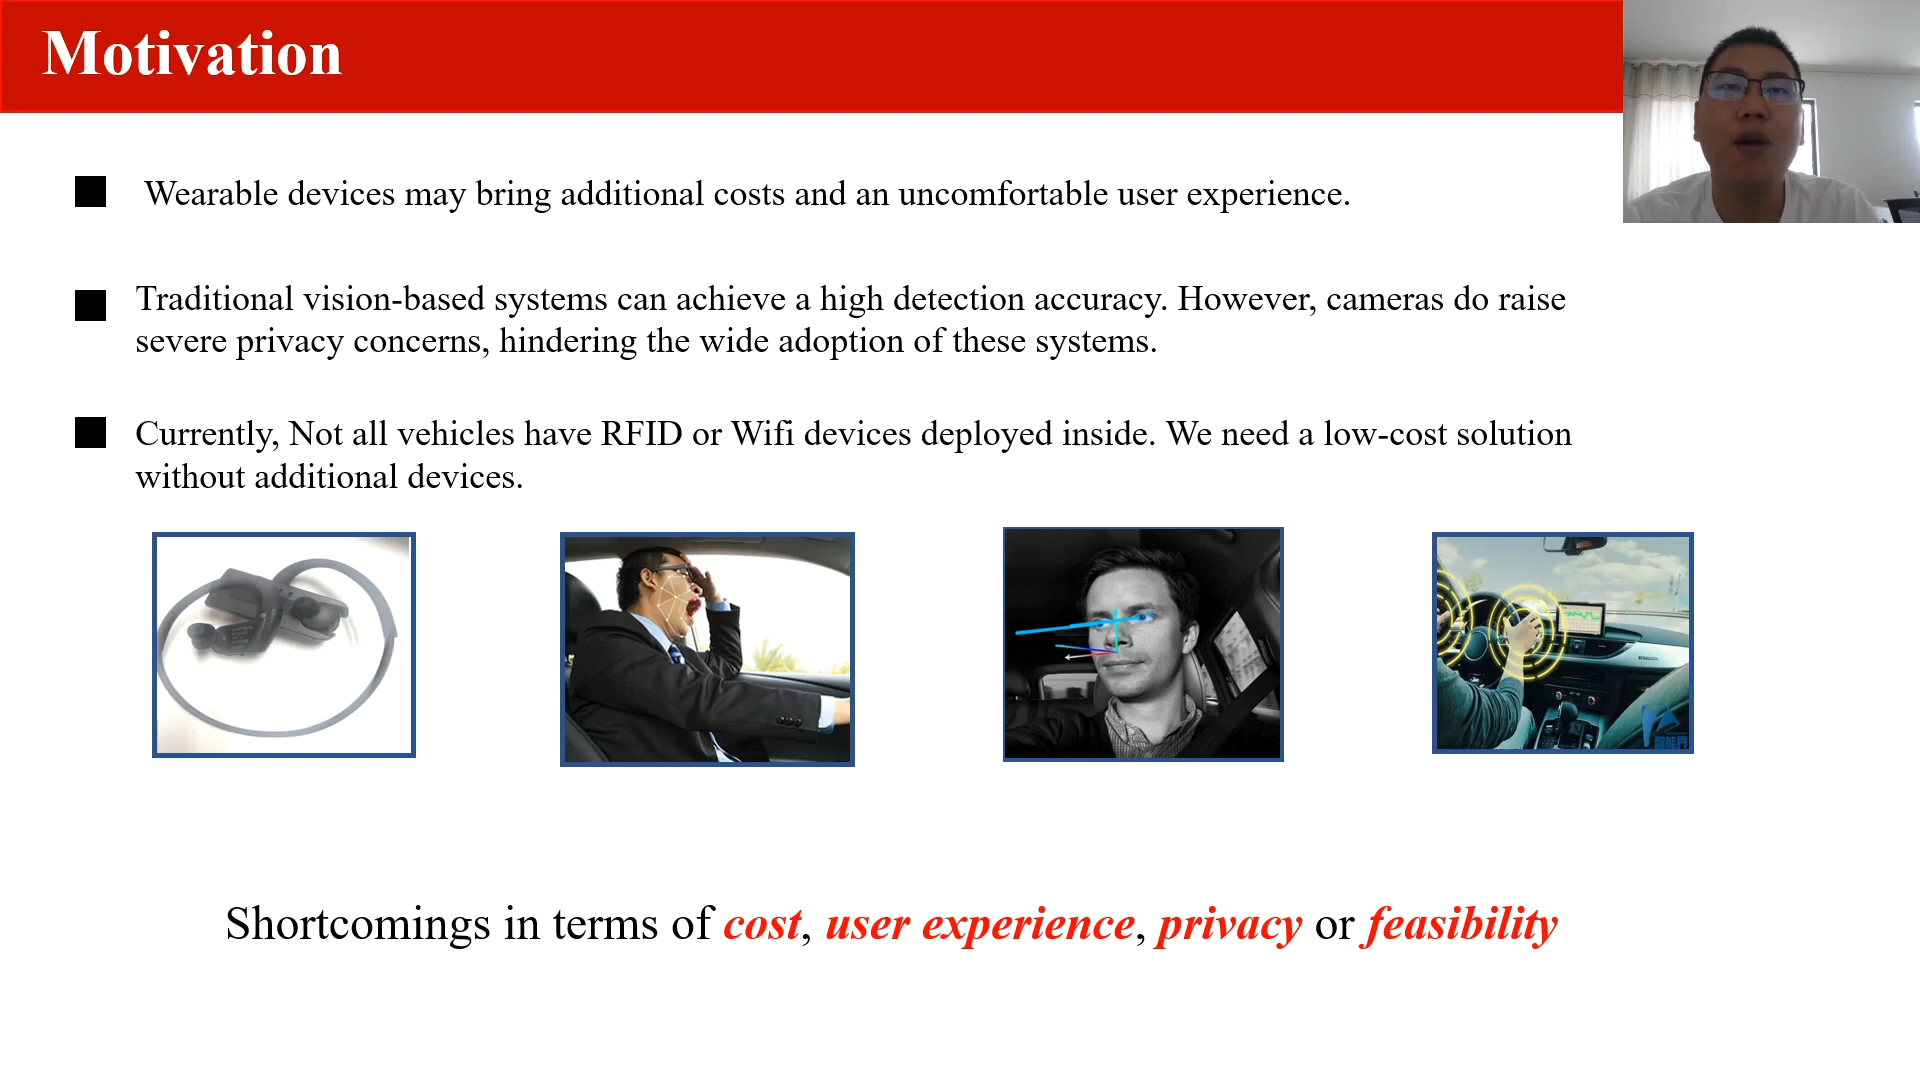 Motivation
Wearable devices may bring additional costs and an uncomfortable user experience.
Traditional vision-based systems can achieve a high detection accuracy. However, cameras do raise
severe privacy concerns, hindering the wide adoption of these systems.
Currently, Not all vehicles have RFID or Wifi devices deployed inside. We need a low-cost solution
without additional devices.
Shortcomings in terms of cost, user experience, privacy or feasibility